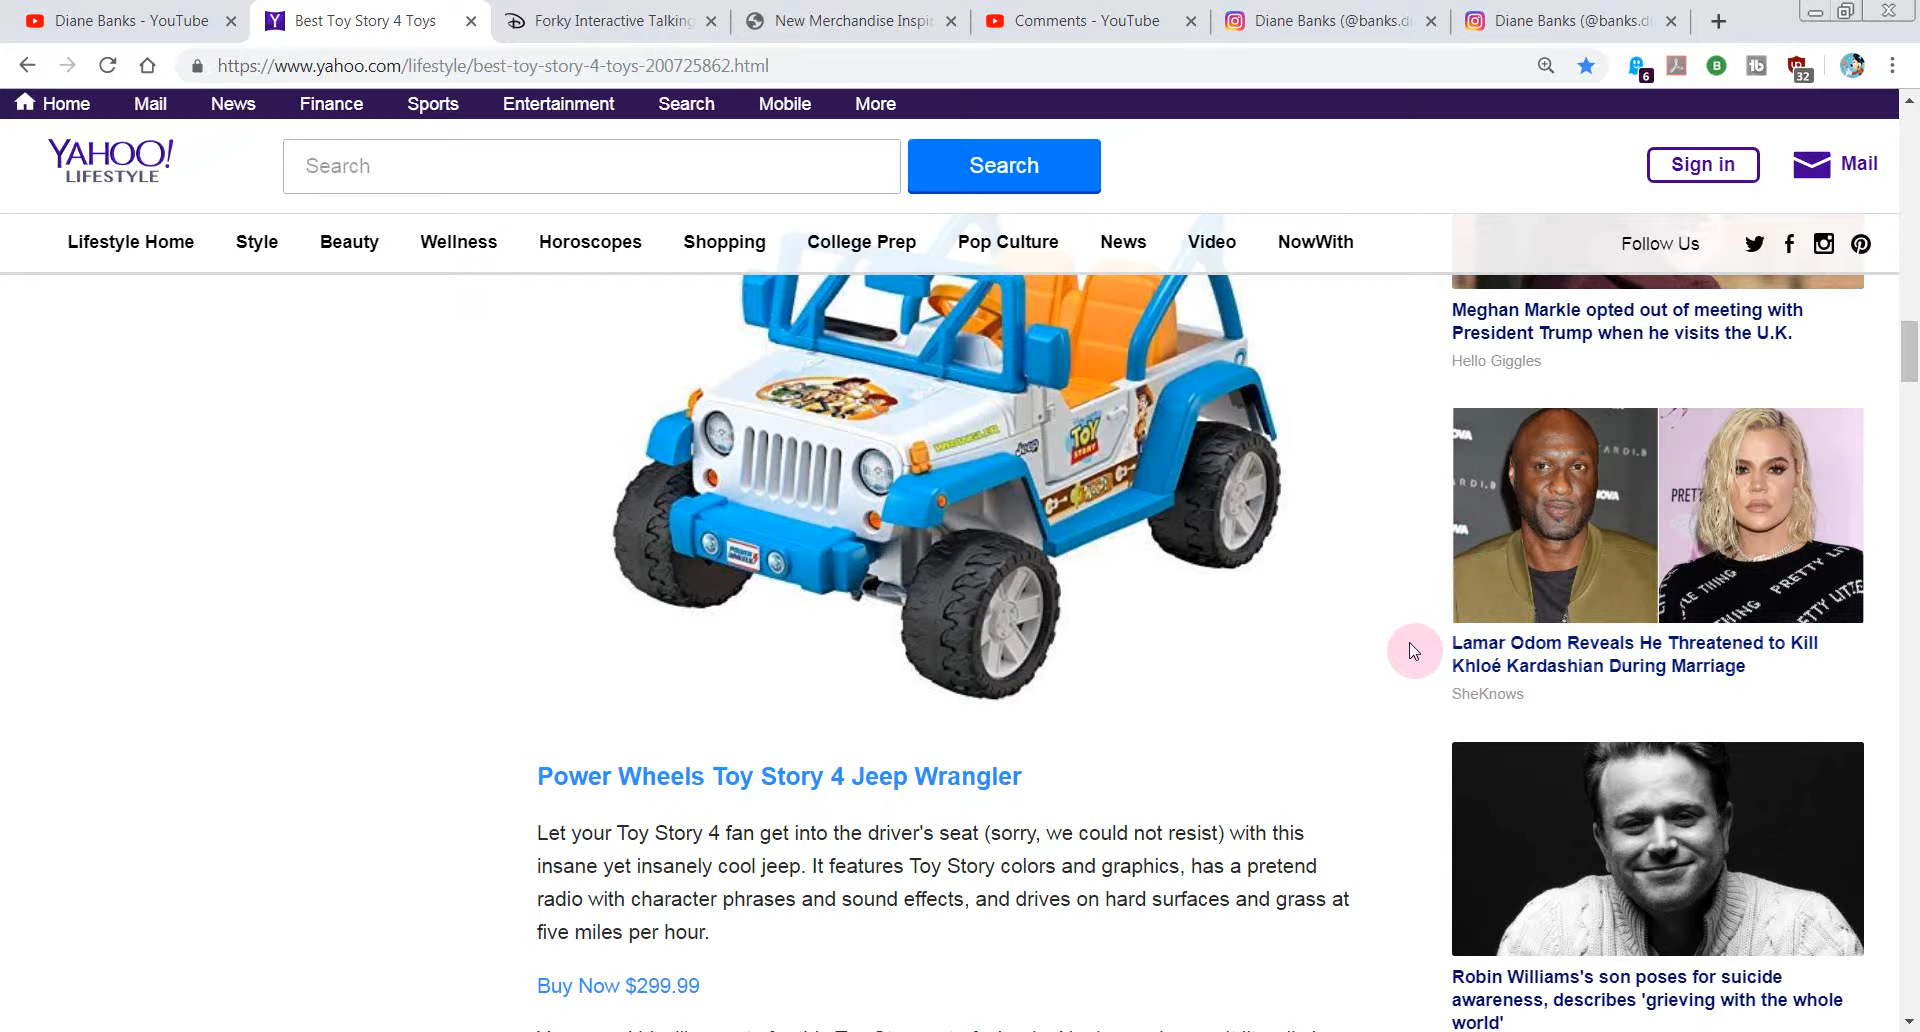 Diane Banks - YouTube
Best Toy Story 4 Toys
Forky Interactive Talking
New Merchandise Inspi
Comments - YouTube
Diane Banks (@banks.d
Diane Banks (@banks.d
https://www.yahoo.com/lifestyle/best-toy-story-4-toys-200725862.html
6
32
Home Mail News Finance Sports Entertainment Search Mobile More
YAHOO!
LIFESTYLE
Search
Search
Sign in
Mail
Lifestyle Home Style Beauty Wellness Horoscopes Shopping College Prep Pop Culture News Video NowWith
Follow Us
WRANGLER
Jeep
TOY
STORY
POWER
WHEELS
Power Wheels Toy Story 4 Jeep Wrangler
Let your Toy Story 4 fan get into the driver's seat (sorry, we could not resist) with this
insane yet insanely cool jeep. It features Toy Story colors and graphics, has a pretend
radio with character phrases and sound effects, and drives on hard surfaces and grass at
five miles per hour.
Buy Now $299.99
Meghan Markle opted out of meeting with
President Trump when he visits the U.K.
Hello Giggles
Lamar Odom Reveals He Threatened to Kill
Khloé Kardashian During Marriage
SheKnows
Robin Williams's son poses for suicide
awareness, describes 'grieving with the whole
world'